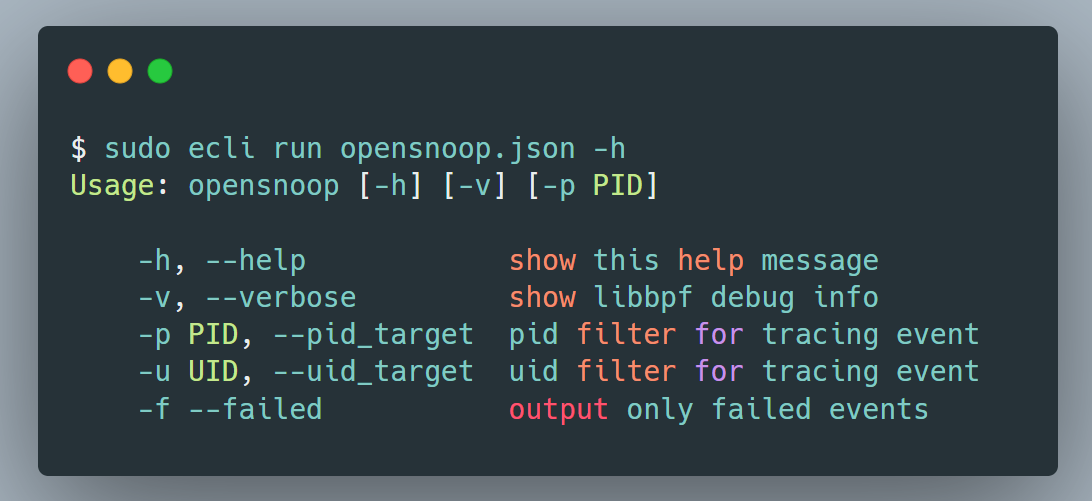 $ sudo ecli run opensnoop.json -h
Usage: opensnoop [-h] [-v] [-p PID]
-h, --help show this help message
-v, --verbose show libbpf debug info
-p PID, --pid_target pid filter for tracing event
-u UID, --uid_target uid filter for tracing event
-f --failed output only failed events